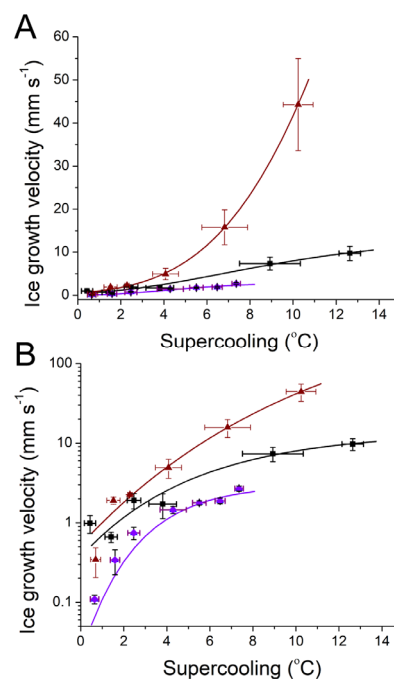 A
Ice growth velocity (mm s⁻¹)
60
50
40
30
20
10
0
0 2 4 6 8 10 12 14
Supercooling (°C)
B
Ice growth velocity (mm s⁻¹)
100
10
1
0.1
0 2 4 6 8 10 12 14
Supercooling (°C)